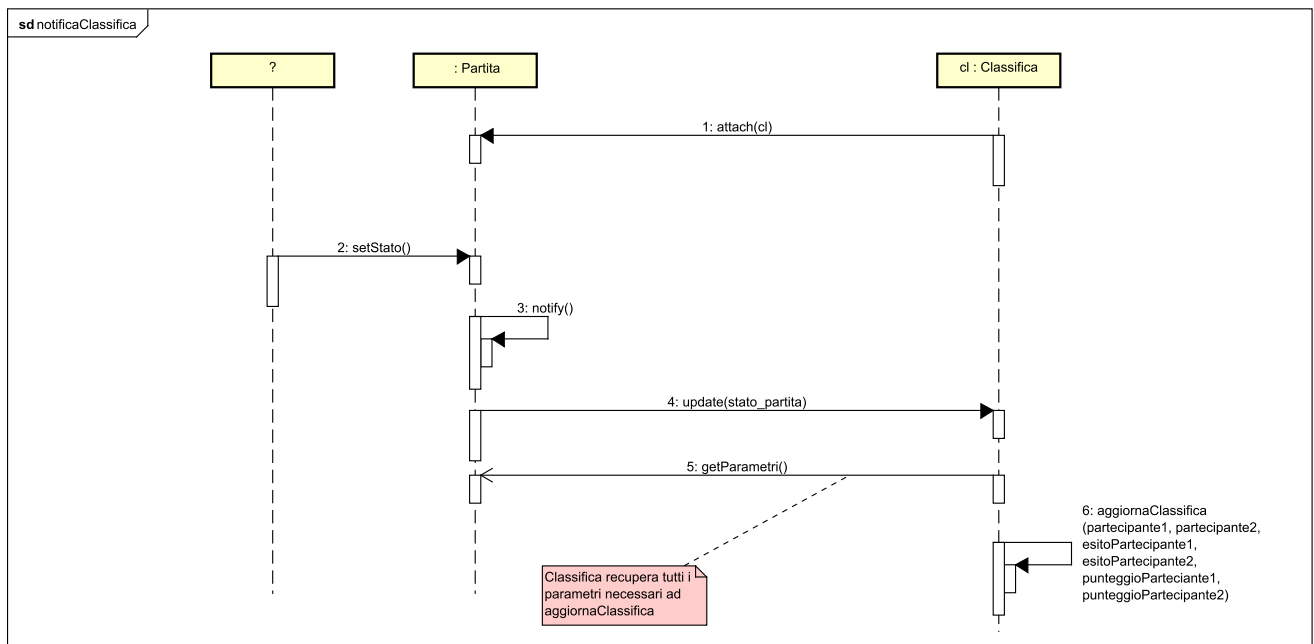 sd notificaClassifica
?
: Partita
cl : Classifica
1: attach(cl)
2: setStato()
3: notify()
4: update(stato_partita)
5: getParametri()
6: aggiornaClassifica
(partecipante1, partecipante2,
esitoPartecipante1,
esitoPartecipante2,
punteggioParteciante1,
punteggioPartecipante2)
Classifica recupera tutti i
parametri necessari ad
aggiornaClassifica